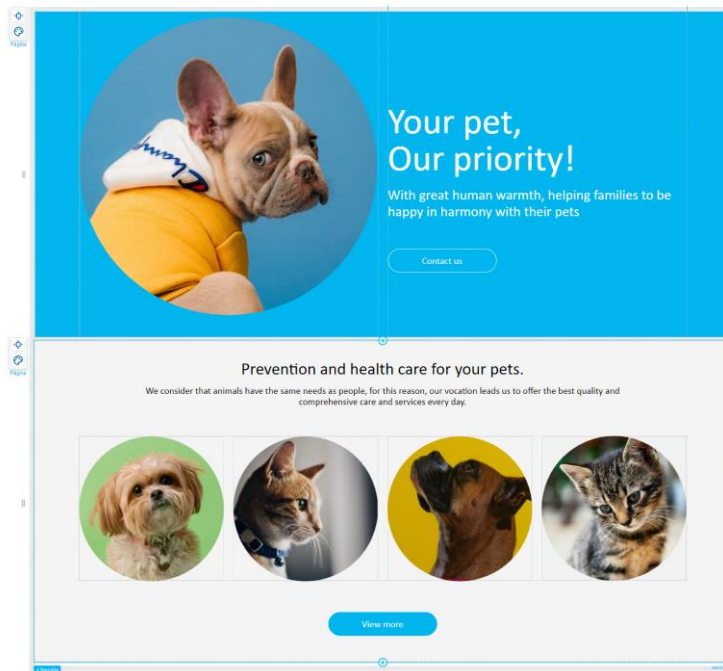 Página
Champ
Your pet,
Our priority!
With great human warmth, helping families to be
happy in harmony with their pets
Contact us
Página
Prevention and health care for your pets.
We consider that animals have the same needs as people, for this reason, our vocation leads us to offer the best quality and
comprehensive care and services every day.
View more